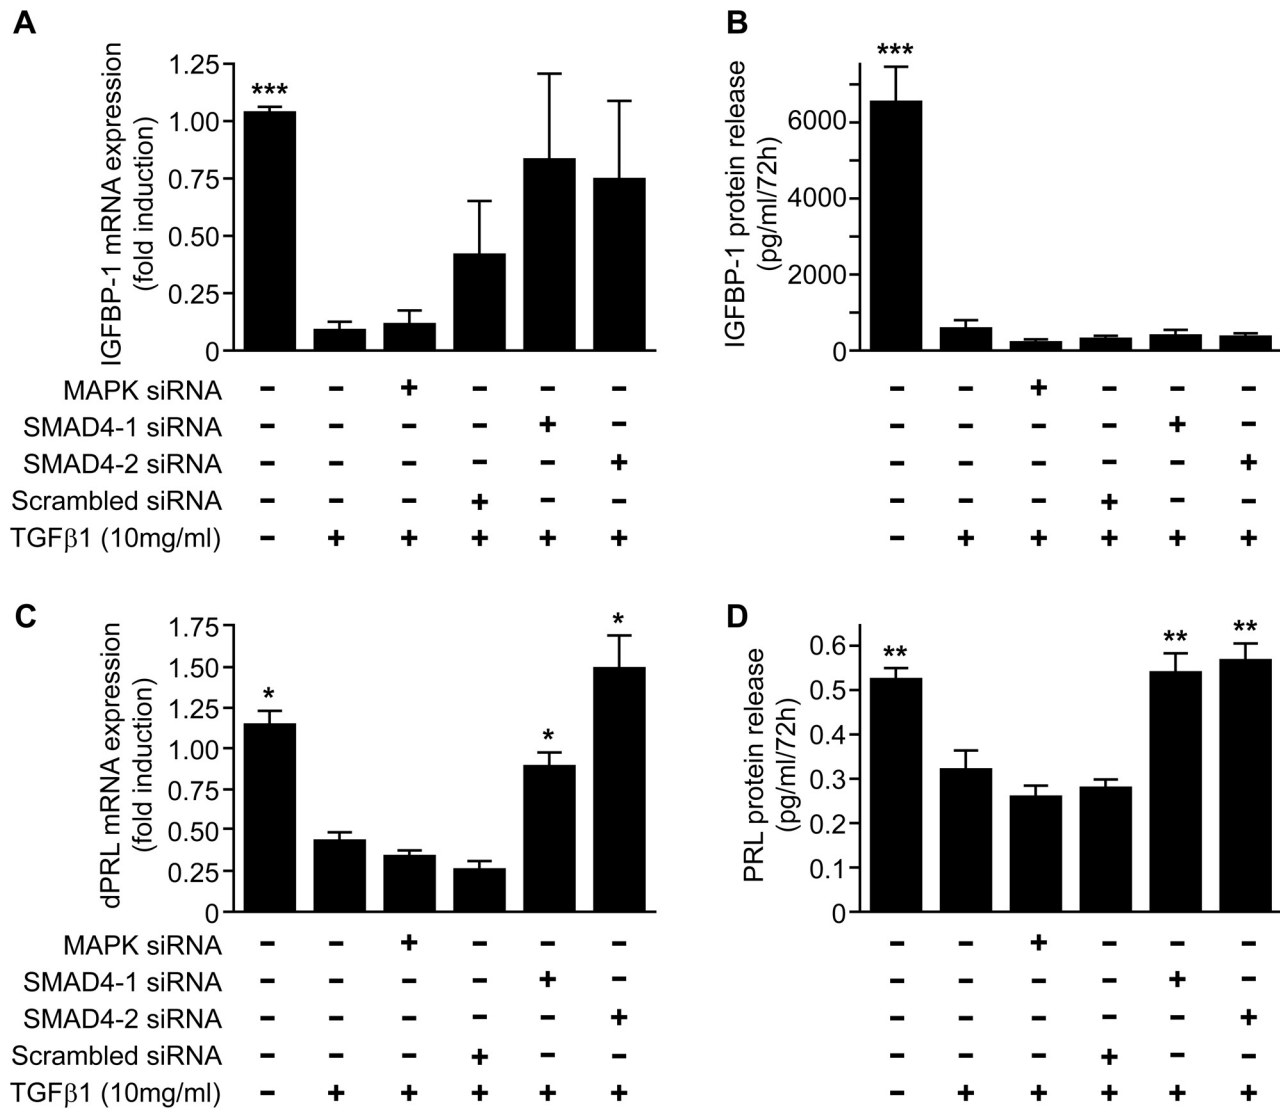 A
IGFBP-1 mRNA expression
(fold induction)
1.25
1.00
0.75
0.50
0.25
0
***
MAPK siRNA – – + – – –
SMAD4-1 siRNA – – – – + –
SMAD4-2 siRNA – – – – – +
Scrambled siRNA – – – + – –
TGFβ1 (10mg/ml) – + + + + +
B
IGFBP-1 protein release
(pg/ml/72h)
6000
4000
2000
0
***
– – + – – –
– – – – + –
– – – – – +
– – – + – –
– + + + + +
C
dPRL mRNA expression
(fold induction)
1.75
1.50
1.25
1.00
0.75
0.50
0.25
0
* * *
MAPK siRNA – – + – – –
SMAD4-1 siRNA – – – – + –
SMAD4-2 siRNA – – – – – +
Scrambled siRNA – – – + – –
TGFβ1 (10mg/ml) – + + + + +
D
PRL protein release
(pg/ml/72h)
0.6
0.5
0.4
0.3
0.2
0.1
0
** ** **
– – + – – –
– – – – + –
– – – – – +
– – – + – –
– + + + + +